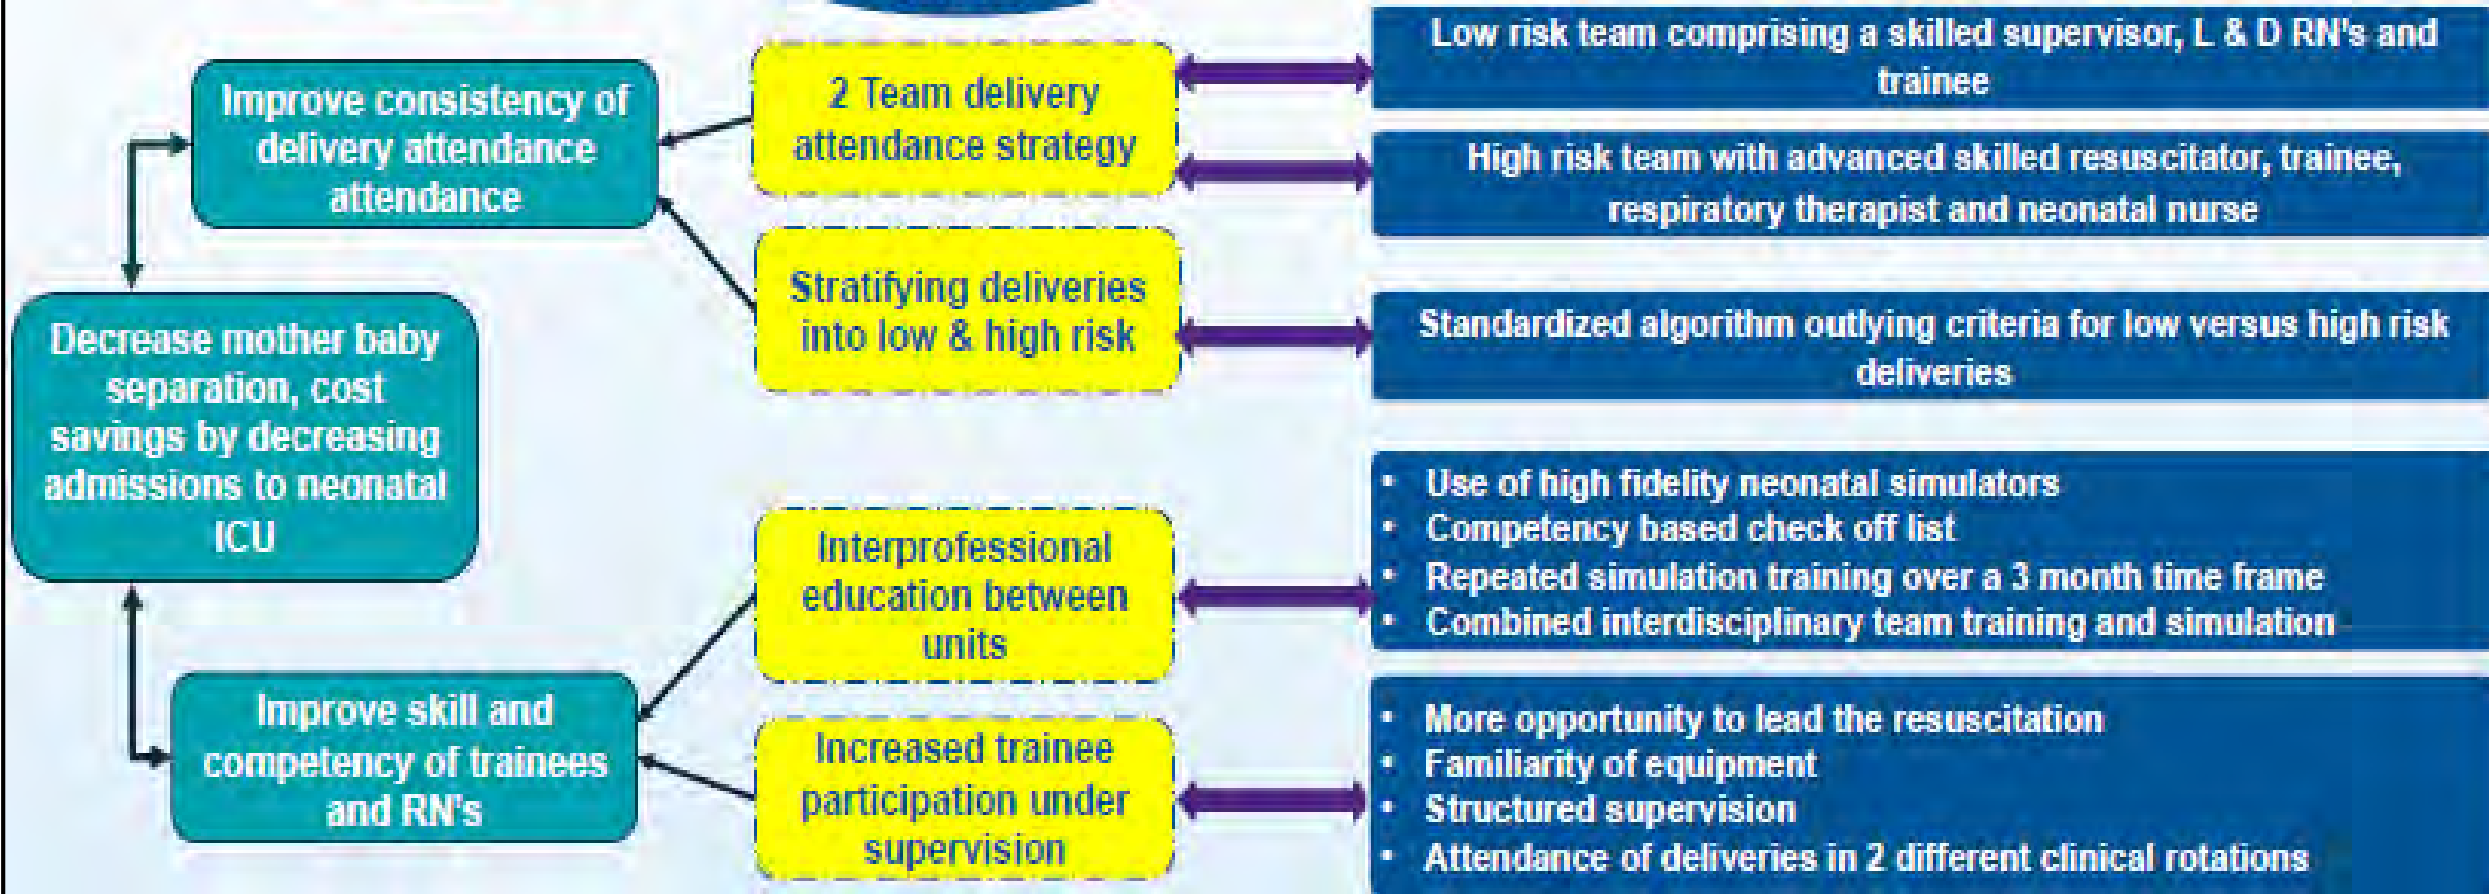 Improve consistency of
delivery attendance
attendance
Decrease mother baby
separation, cost
savings by decreasing
admissions to neonatal
ICU
Improve skill and
competency of trainees
and RN's
2 Team delivery
attendance strategy
Stratifying deliveries
into low & high risk
Interprofessional
education between
units
Increased trainee
participation under
supervision
Low risk team comprising a skilled supervisor, L & D RN's and
trainee
High risk team with advanced skilled resuscitator, trainee,
respiratory therapist and neonatal nurse
Standardized algorithm outlying criteria for low versus high risk
deliveries
• Use of high fidelity neonatal simulators
• Competency based check off list
• Repeated simulation training over a 3 month time frame
• Combined interdisciplinary team training and simulation
• More opportunity to lead the resuscitation
• Familiarity of equipment
• Structured supervision
• Attendance of deliveries in 2 different clinical rotations